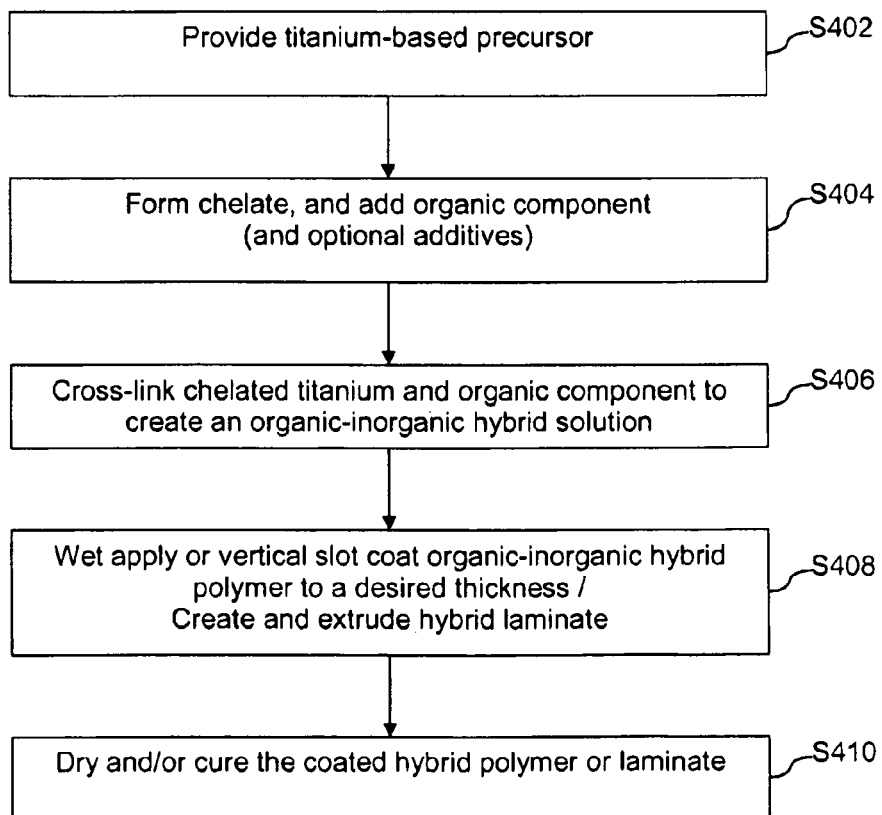 Provide titanium-based precursor
S402
Form chelate, and add organic component
(and optional additives)
S404
Cross-link chelated titanium and organic component to
create an organic-inorganic hybrid solution
S406
Wet apply or vertical slot coat organic-inorganic hybrid
polymer to a desired thickness /
Create and extrude hybrid laminate
S408
Dry and/or cure the coated hybrid polymer or laminate
S410